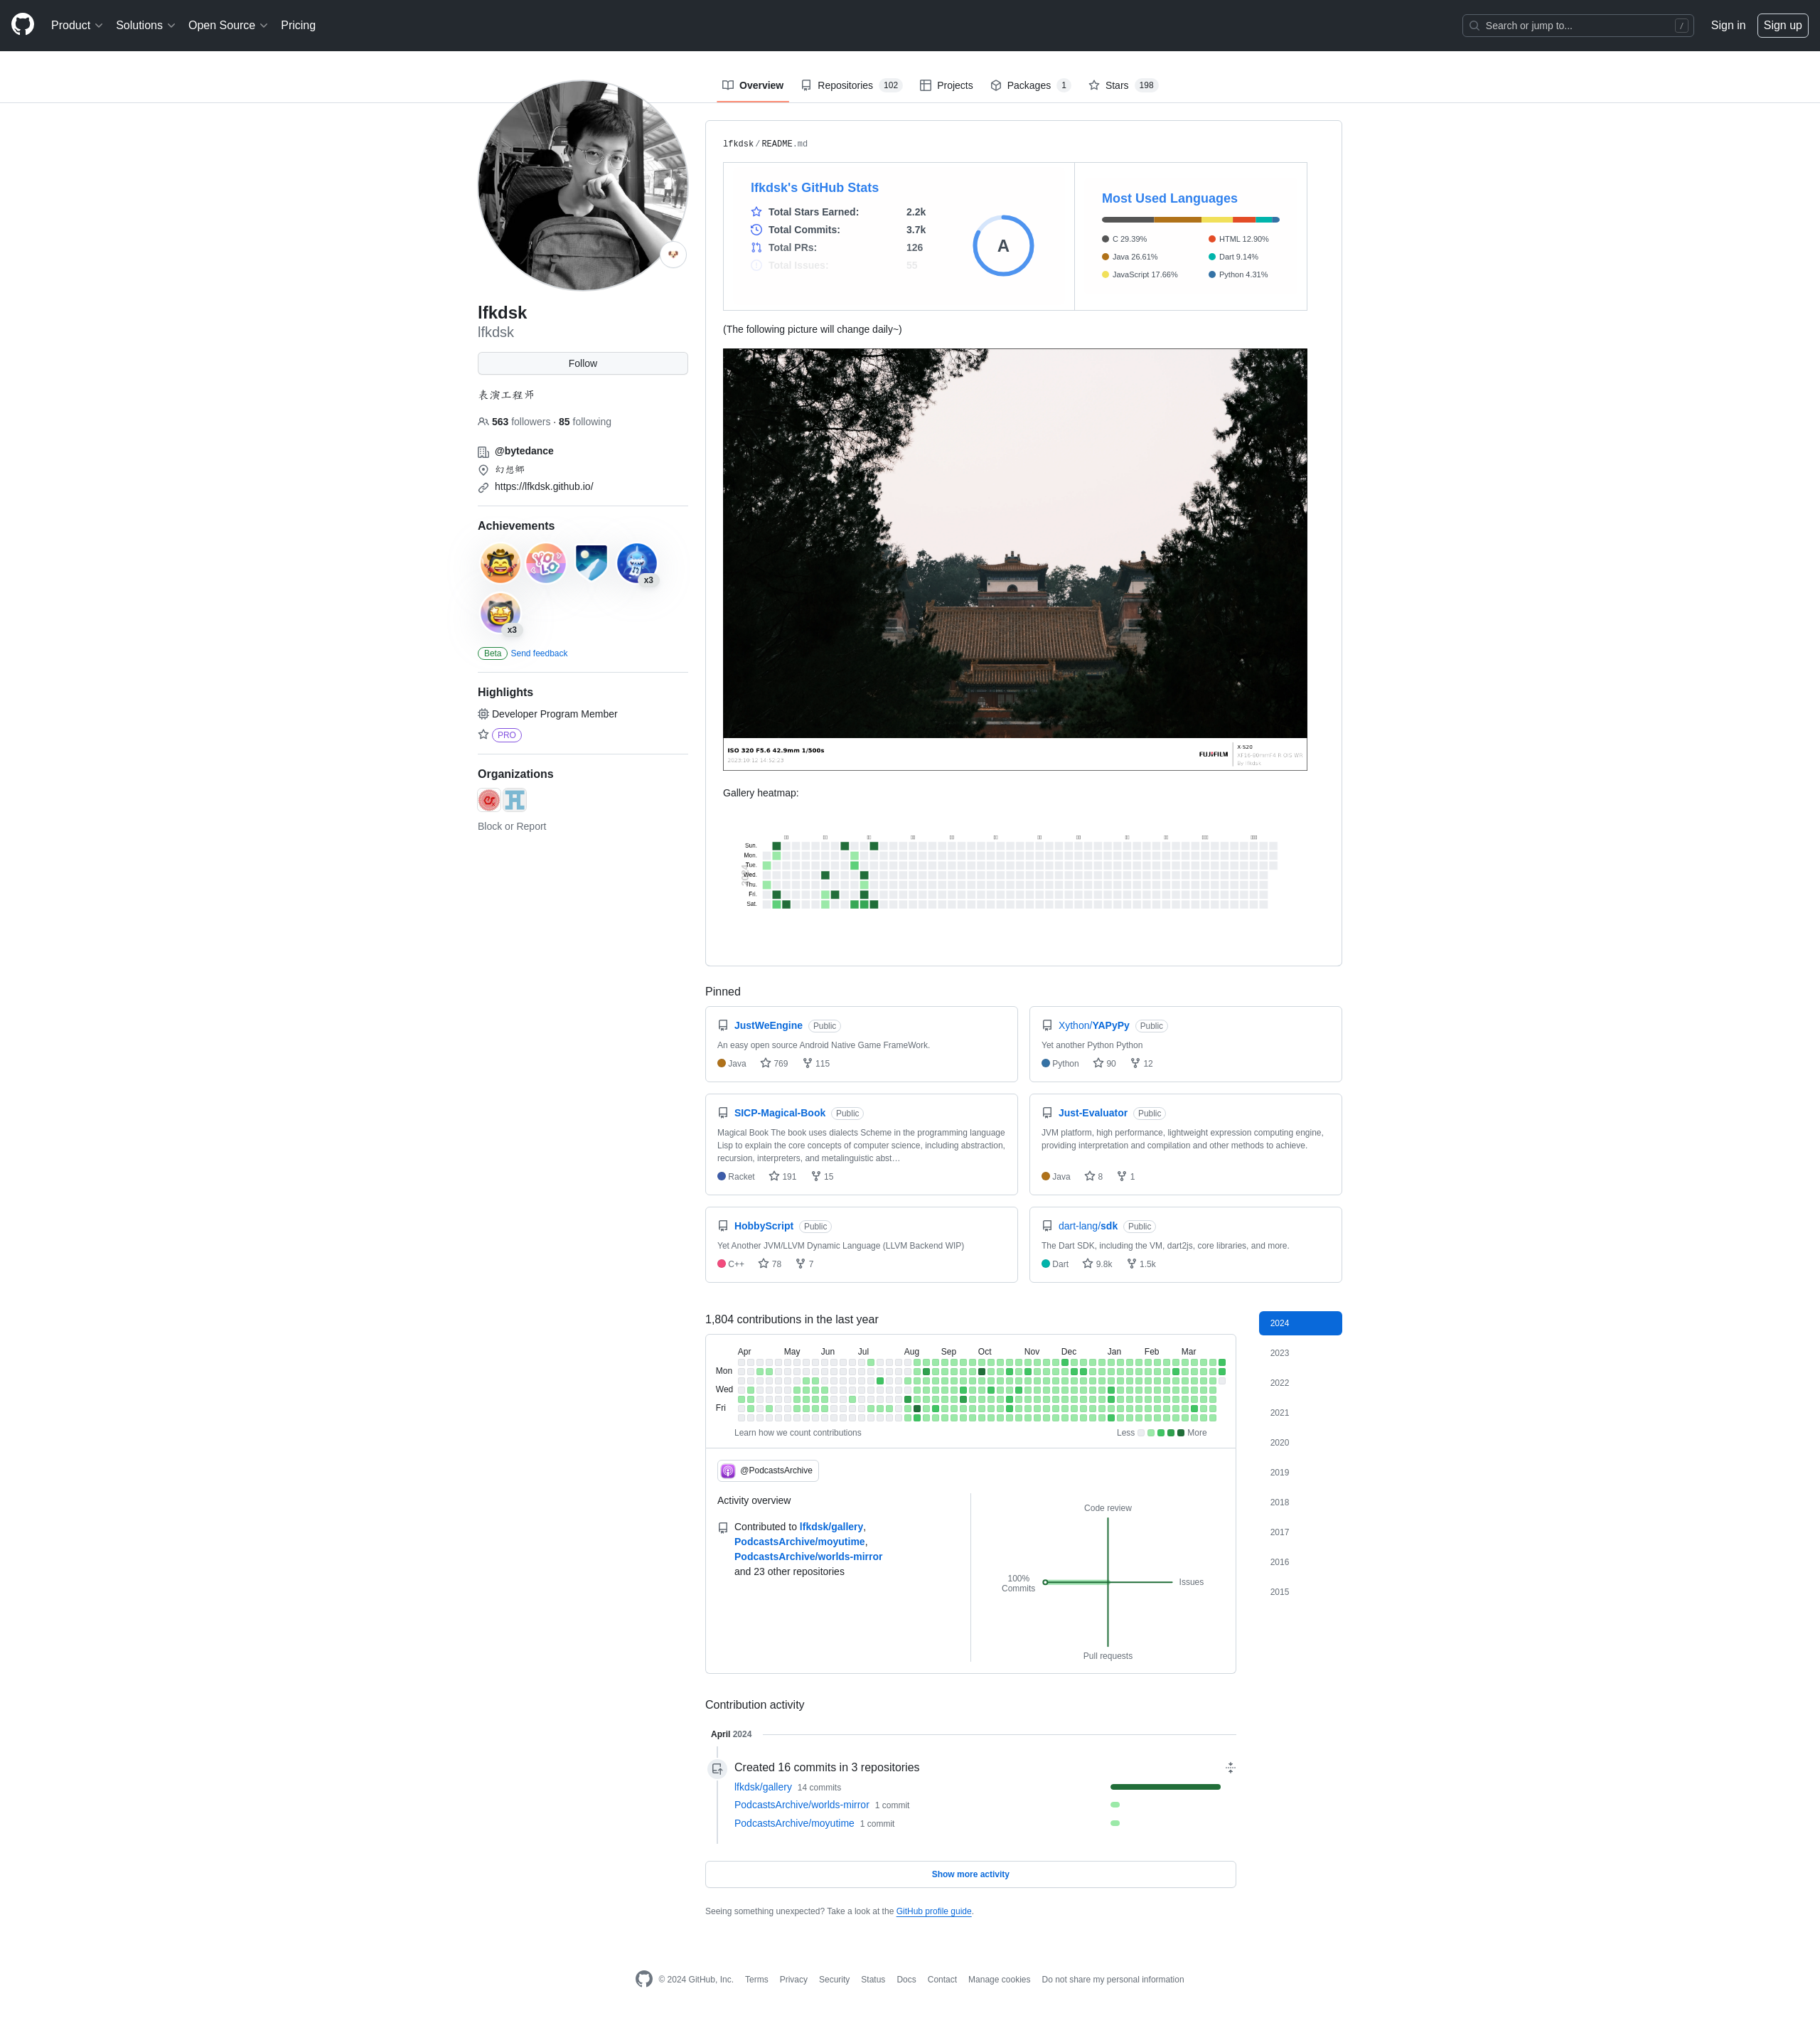 Product
Solutions
Open Source
Pricing
Search or jump to...
/
Sign in
Sign up
Overview
Repositories 102
Projects
Packages 1
Stars 198
lfkdsk
lfkdsk
Follow
表演工程师
563 followers · 85 following
@bytedance
幻想乡
https://lfkdsk.github.io/
Achievements
YOLO
x3
x3
Beta Send feedback
Highlights
Developer Program Member
PRO
Organizations
Block or Report
lfkdsk/README.md
lfkdsk's GitHub Stats
Total Stars Earned: 2.2k
Total Commits: 3.7k
Total PRs: 126
Total Issues: 55
A
Most Used Languages
C 29.39%
Java 26.61%
JavaScript 17.66%
HTML 12.90%
Dart 9.14%
Python 4.31%
(The following picture will change daily~)
ISO 320 F5.6 42.9mm 1/500s
FUJIFILM
X-S20
Gallery heatmap:
Sun.
Mon.
Tue.
Wed.
Thu.
Fri.
Sat.
Pinned
JustWeEngine Public
An easy open source Android Native Game FrameWork.
Java 769 115
Xython/YAPyPy Public
Yet another Python Python
Python 90 12
SICP-Magical-Book Public
Magical Book The book uses dialects Scheme in the programming language
Lisp to explain the core concepts of computer science, including abstraction,
recursion, interpreters, and metalinguistic abst…
Racket 191 15
Just-Evaluator Public
JVM platform, high performance, lightweight expression computing engine,
providing interpretation and compilation and other methods to achieve.
Java 8 1
HobbyScript Public
Yet Another JVM/LLVM Dynamic Language (LLVM Backend WIP)
C++ 78 7
dart-lang/sdk Public
The Dart SDK, including the VM, dart2js, core libraries, and more.
Dart 9.8k 1.5k
1,804 contributions in the last year
Apr May Jun Jul Aug Sep Oct Nov Dec Jan Feb Mar
Mon
Wed
Fri
Learn how we count contributions
Less More
@PodcastsArchive
Activity overview
Contributed to lfkdsk/gallery,
PodcastsArchive/moyutime,
PodcastsArchive/worlds-mirror
and 23 other repositories
Code review
100%
Commits
Issues
Pull requests
2024
2023
2022
2021
2020
2019
2018
2017
2016
2015
Contribution activity
April 2024
Created 16 commits in 3 repositories
lfkdsk/gallery 14 commits
PodcastsArchive/worlds-mirror 1 commit
PodcastsArchive/moyutime 1 commit
Show more activity
Seeing something unexpected? Take a look at the GitHub profile guide.
© 2024 GitHub, Inc.
Terms
Privacy
Security
Status
Docs
Contact
Manage cookies
Do not share my personal information